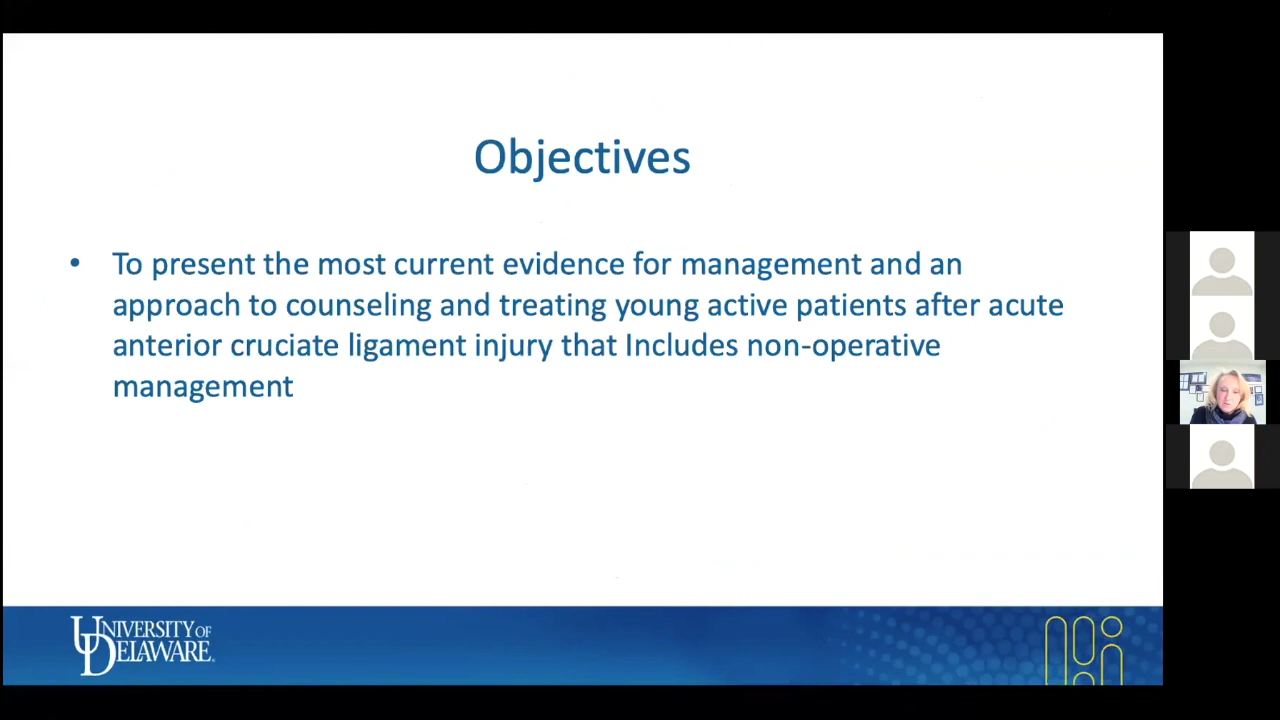 Objectives
• To present the most current evidence for management and an
approach to counseling and treating young active patients after acute
anterior cruciate ligament injury that Includes non-operative
management
UNIVERSITY OF
DELAWARE